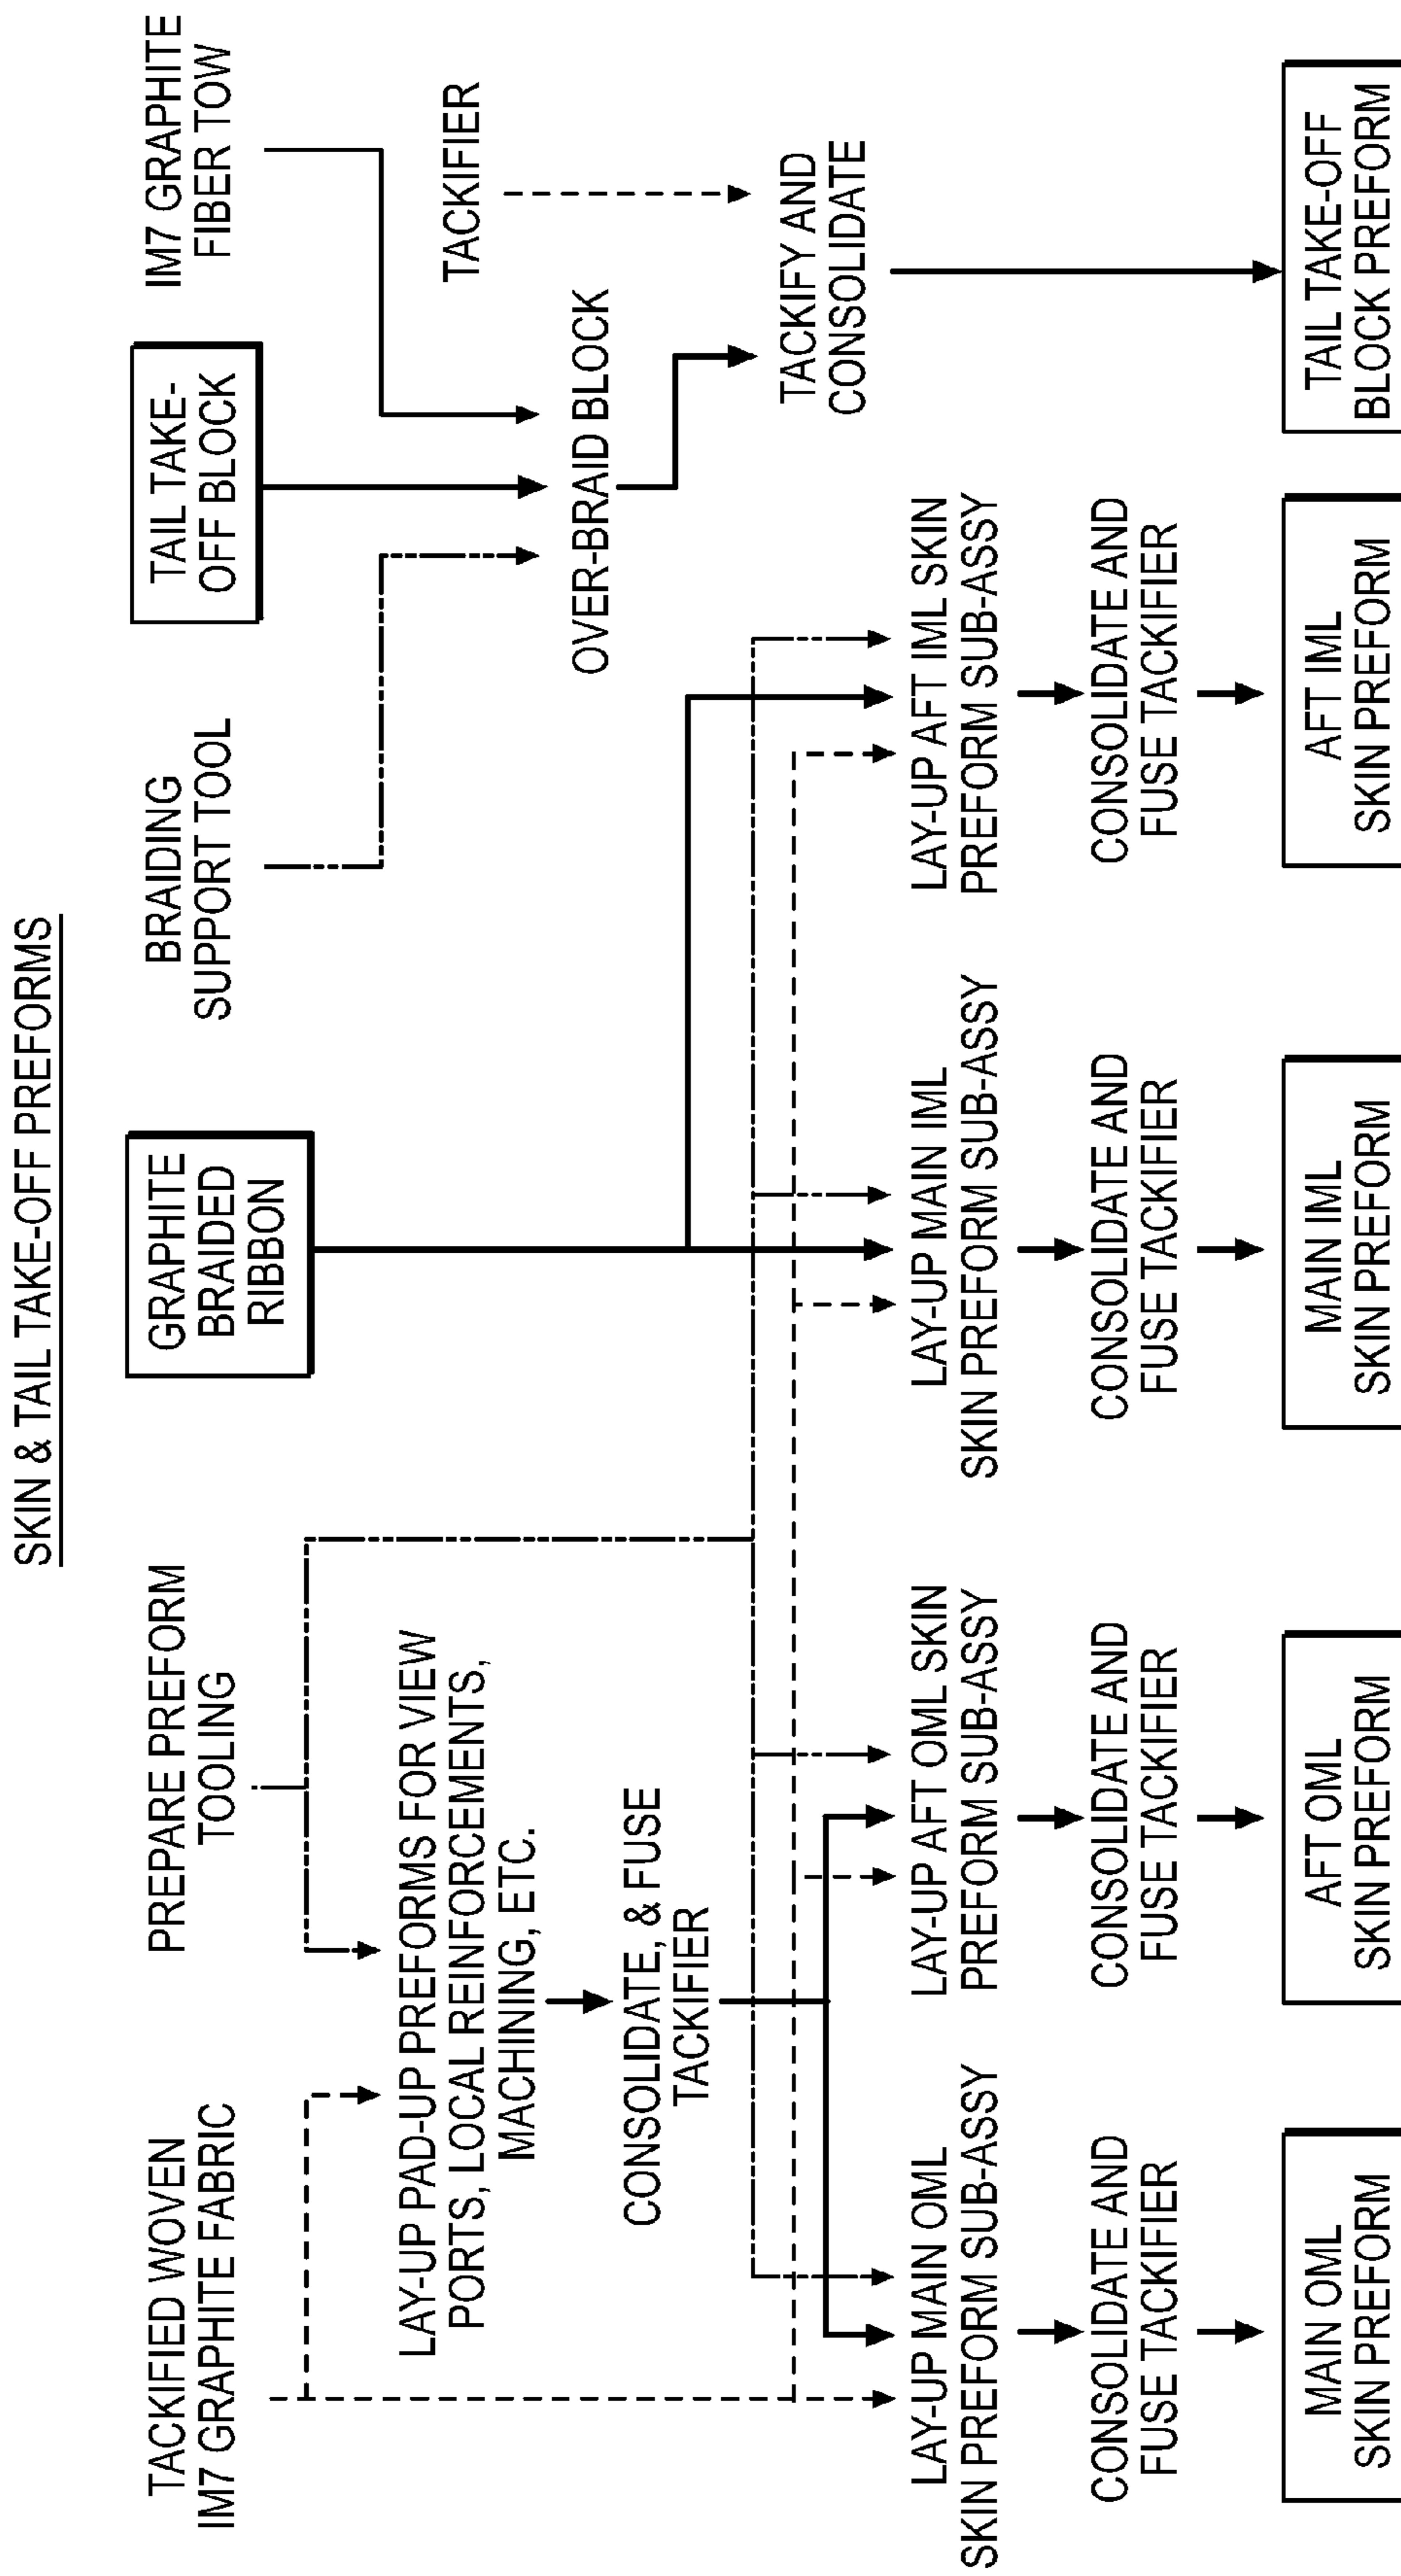 SKIN & TAIL TAKE-OFF PREFORMS
TACKIFIED WOVEN
IM7 GRAPHITE FABRIC
PREPARE PREFORM
TOOLING
GRAPHITE
BRAIDED
RIBBON
BRAIDING
SUPPORT TOOL
TAIL TAKE-
OFF BLOCK
IM7 GRAPHITE
FIBER TOW
LAY-UP PAD-UP PREFORMS FOR VIEW
PORTS, LOCAL REINFORCEMENTS,
MACHINING, ETC.
TACKIFIER
OVER-BRAID BLOCK
CONSOLIDATE, & FUSE
TACKIFIER
TACKIFY AND
CONSOLIDATE
LAY-UP MAIN OML
SKIN PREFORM SUB-ASSY
LAY-UP AFT OML SKIN
PREFORM SUB-ASSY
LAY-UP MAIN IML
SKIN PREFORM SUB-ASSY
LAY-UP AFT IML SKIN
PREFORM SUB-ASSY
CONSOLIDATE AND
FUSE TACKIFIER
CONSOLIDATE AND
FUSE TACKIFIER
CONSOLIDATE AND
FUSE TACKIFIER
CONSOLIDATE AND
FUSE TACKIFIER
MAIN OML
SKIN PREFORM
AFT OML
SKIN PREFORM
MAIN IML
SKIN PREFORM
AFT IML
SKIN PREFORM
TAIL TAKE-OFF
BLOCK PREFORM